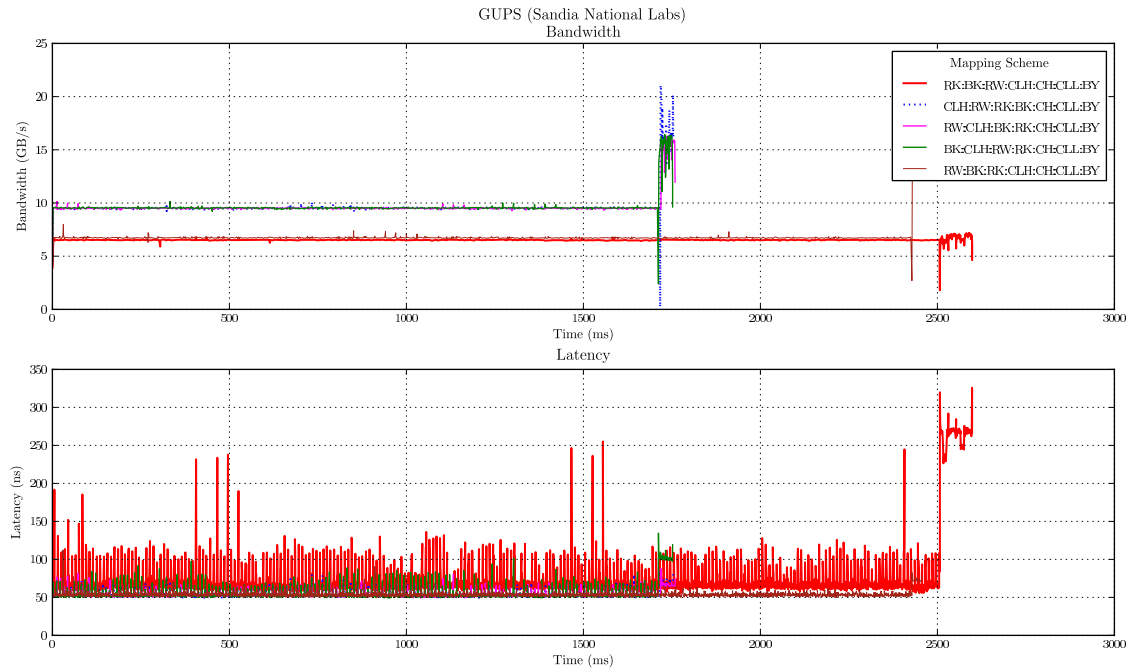 GUPS (Sandia National Labs)
Bandwidth
25
20
15
10
5
0
Bandwidth (GB/s)
Mapping Scheme
RK:BK:RW:CLH:CH:CLL:BY
CLH:RW:RK:BK:CH:CLL:BY
RW:CLH:BK:RK:CH:CLL:BY
BK:CLH:RW:RK:CH:CLL:BY
RW:BK:RK:CLH:CH:CLL:BY
0 500 1000 1500 2000 2500 3000
Time (ms)
Latency
350
300
250
200
150
100
50
0
Latency (ns)
0 500 1000 1500 2000 2500 3000
Time (ms)